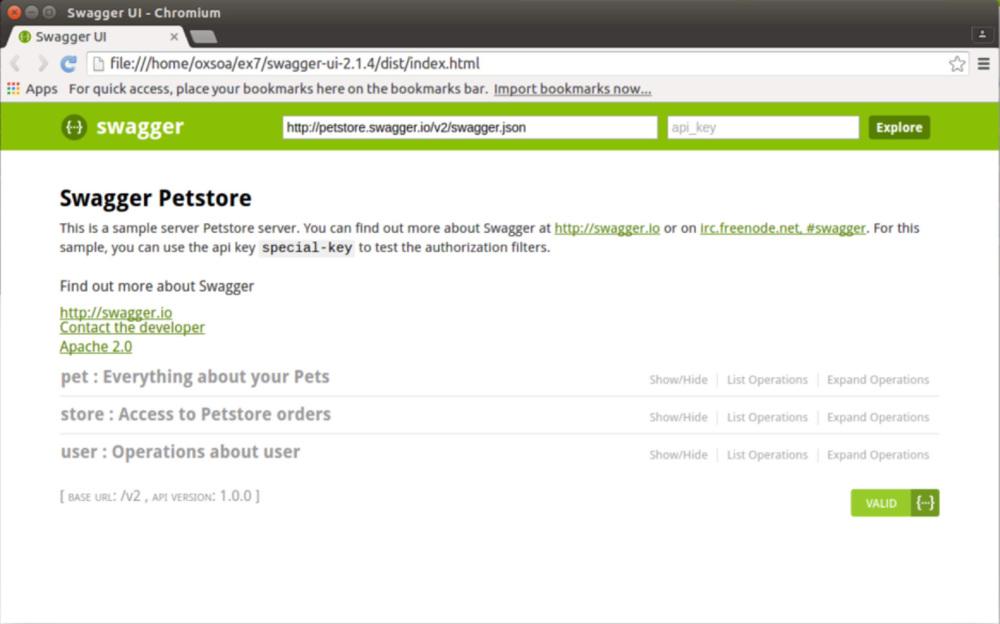 Swagger UI - Chromium
Swagger UI
file:///home/oxsoa/ex7/swagger-ui-2.1.4/dist/index.html
Apps For quick access, place your bookmarks here on the bookmarks bar. Import bookmarks now...
{···} swagger http://petstore.swagger.io/v2/swagger.json api_key Explore
Swagger Petstore
This is a sample server Petstore server. You can find out more about Swagger at http://swagger.io or on irc.freenode.net, #swagger. For this
sample, you can use the api key special-key to test the authorization filters.
Find out more about Swagger
http://swagger.io
Contact the developer
Apache 2.0
pet : Everything about your Pets Show/Hide List Operations Expand Operations
store : Access to Petstore orders Show/Hide List Operations Expand Operations
user : Operations about user Show/Hide List Operations Expand Operations
[ BASE URL: /v2 , API VERSION: 1.0.0 ] VALID {···}